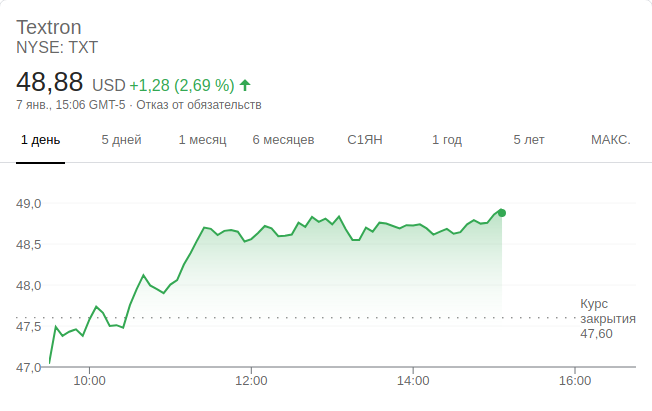 Textron
NYSE: TXT
48,88 USD +1,28 (2,69 %)
7 янв., 15:06 GMT-5 · Отказ от обязательств
1 день 5 дней 1 месяц 6 месяцев С1ЯН 1 год 5 лет МАКС.
49,0
48,5
48,0
47,5
47,0
Курс
закрытия
47,60
10:00 12:00 14:00 16:00